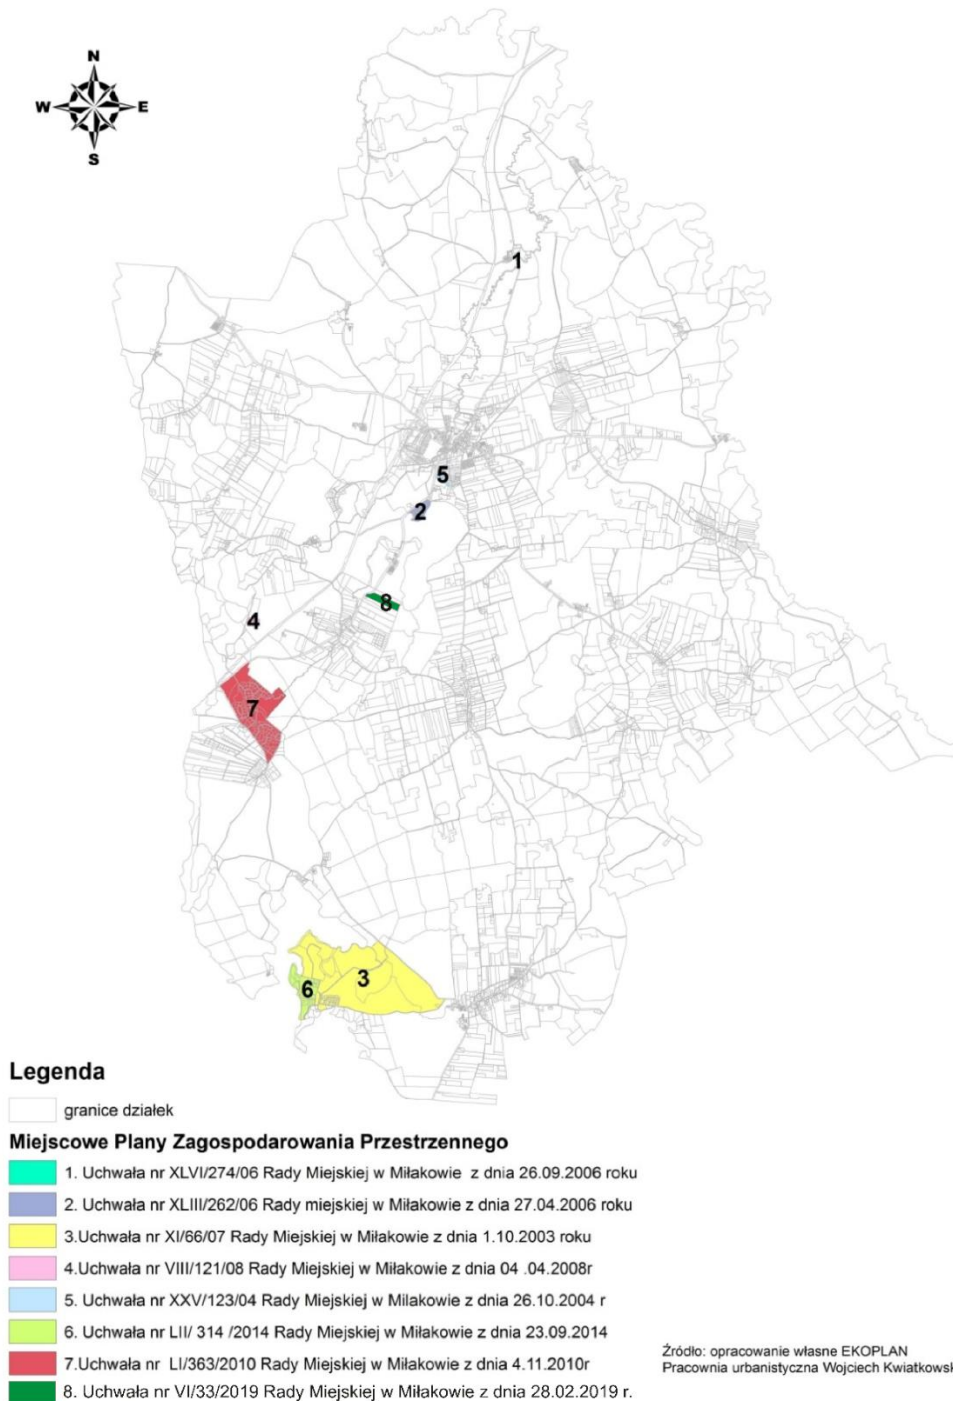 N
W E
S
1
5
2
8
4
7
3
6
Legenda
granice działek
Miejscowe Plany Zagospodarowania Przestrzennego
1. Uchwała nr XLVI/274/06 Rady Miejskiej w Miłakowie z dnia 26.09.2006 roku
2. Uchwała nr XLIII/262/06 Rady miejskiej w Miłakowie z dnia 27.04.2006 roku
3.Uchwała nr XI/66/07 Rady Miejskiej w Miłakowie z dnia 1.10.2003 roku
4.Uchwała nr VIII/121/08 Rady Miejskiej w Miłakowie z dnia 04 .04.2008r
5. Uchwała nr XXV/123/04 Rady Miejskiej w Milakowie z dnia 26.10.2004 r
6. Uchwała nr LII/ 314 /2014 Rady Miejskiej w Miłakowie z dnia 23.09.2014
7.Uchwała nr LI/363/2010 Rady Miejskiej w Miłakowie z dnia 4.11.2010r
8. Uchwała nr VI/33/2019 Rady Miejskiej w Miłakowie z dnia 28.02.2019 r.
Źródło: opracowanie własne EKOPLAN
Pracownia urbanistyczna Wojciech Kwiatkowsk